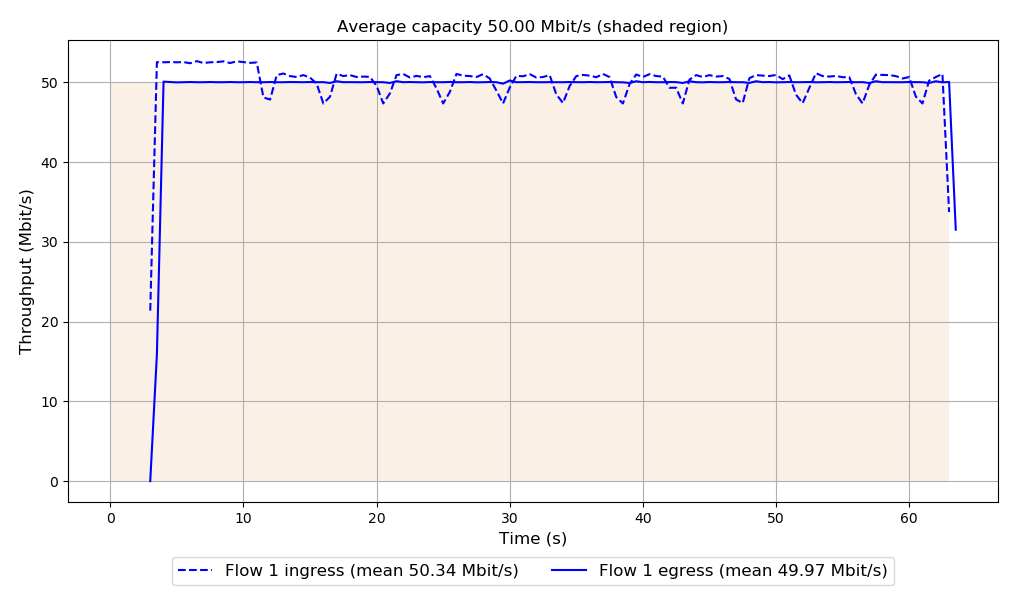 Average capacity 50.00 Mbit/s (shaded region)
Throughput (Mbit/s)
50
40
30
20
10
0
0 10 20 30 40 50 60
Time (s)
Flow 1 ingress (mean 50.34 Mbit/s) Flow 1 egress (mean 49.97 Mbit/s)